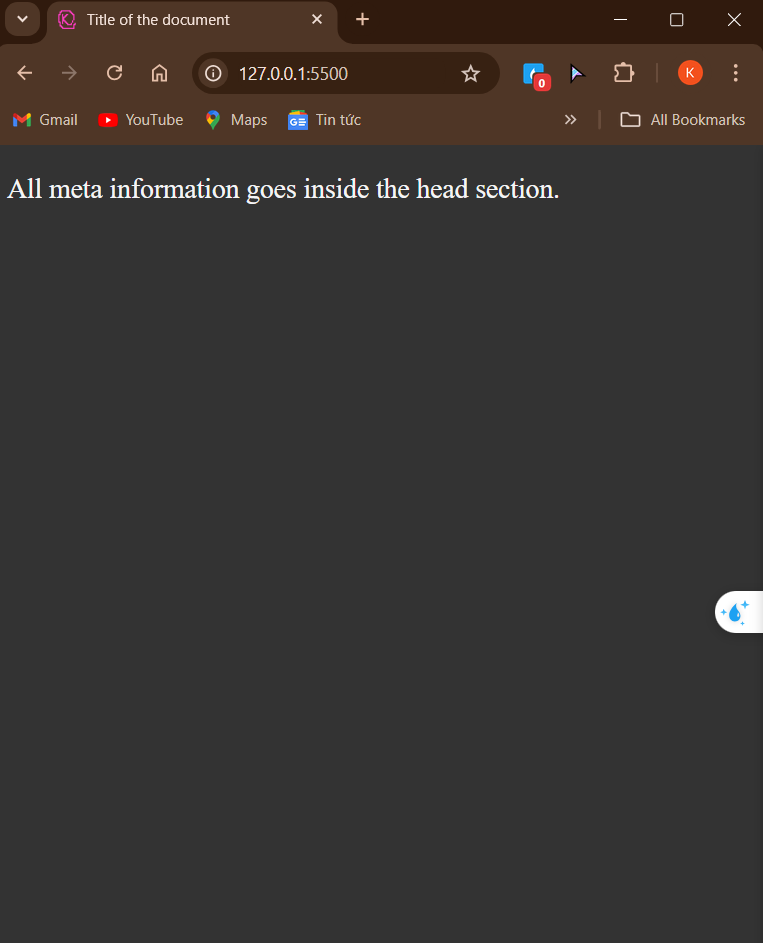 Title of the document
127.0.0.1:5500
0
K
Gmail YouTube Maps GE Tin tức All Bookmarks
All meta information goes inside the head section.